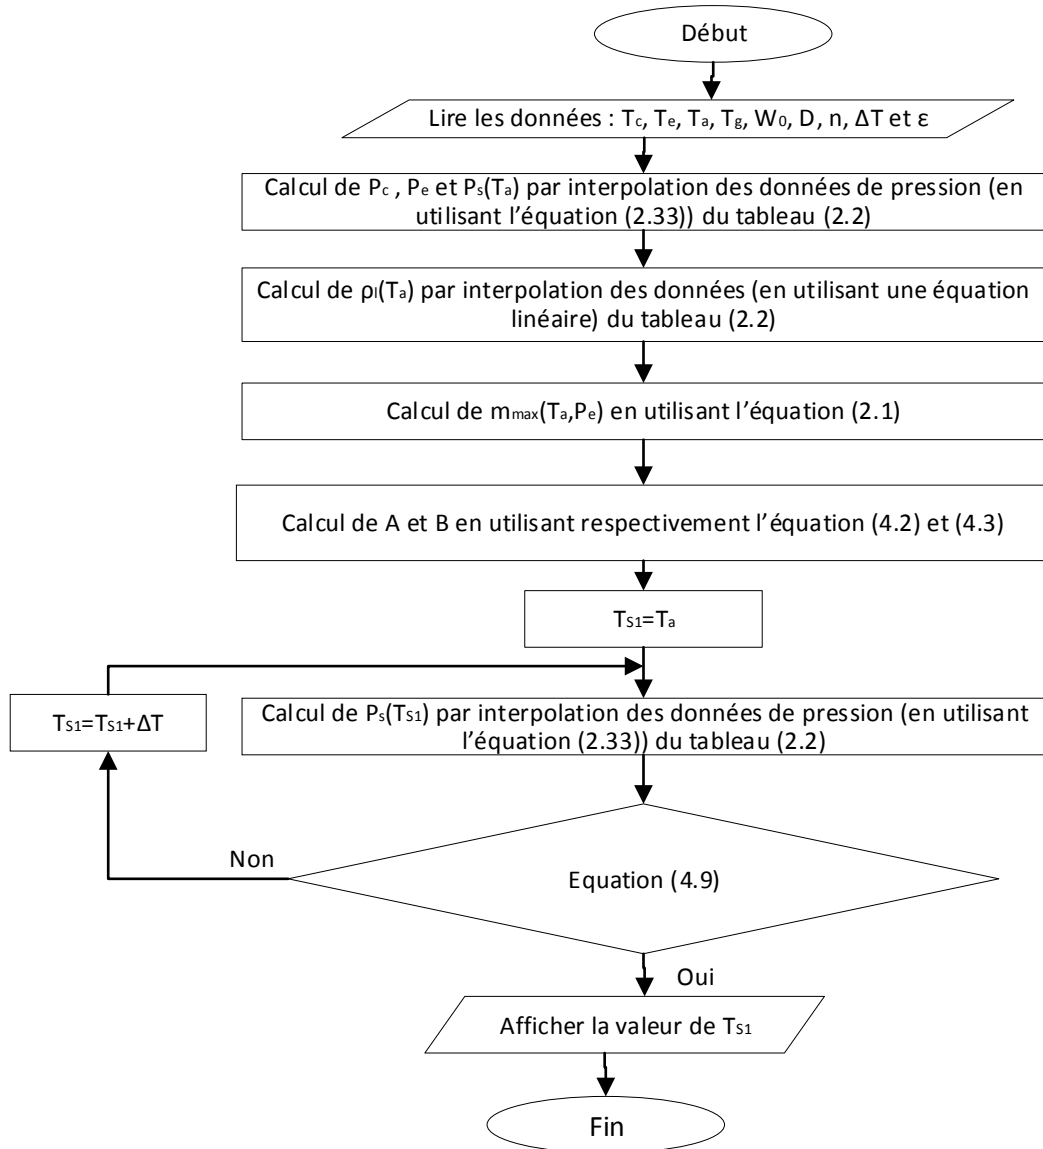 Début
Lire les données : Tc, Te, Ta, Tg, W0, D, n, ΔT et ε
Calcul de Pc , Pe et Ps(Ta) par interpolation des données de pression (en
utilisant l’équation (2.33)) du tableau (2.2)
Calcul de ρl(Ta) par interpolation des données (en utilisant une équation
linéaire) du tableau (2.2)
Calcul de mmax(Ta,Pe) en utilisant l’équation (2.1)
Calcul de A et B en utilisant respectivement l’équation (4.2) et (4.3)
TS1=Ta
TS1=TS1+ΔT
Calcul de Ps(TS1) par interpolation des données de pression (en utilisant
l’équation (2.33)) du tableau (2.2)
Non
Equation (4.9)
Oui
Afficher la valeur de TS1
Fin